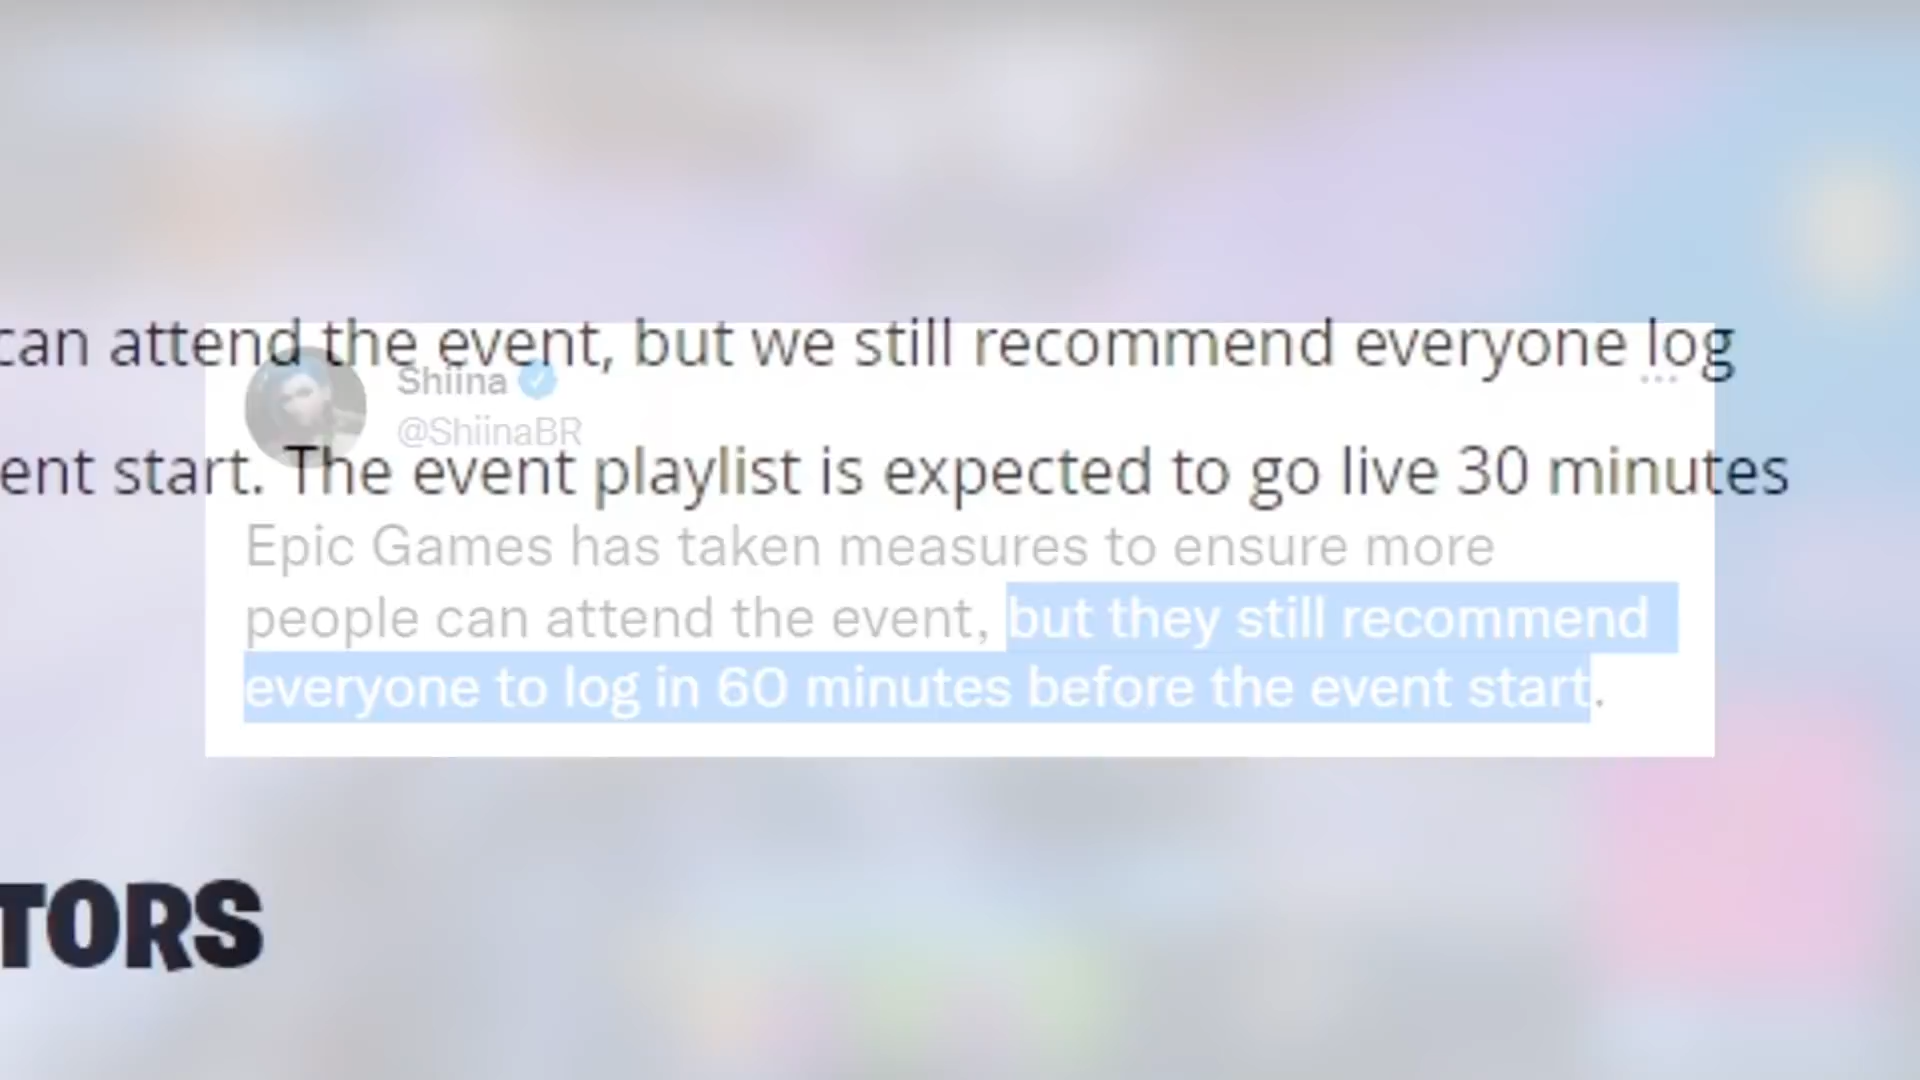 can attend the event, but we still recommend everyone log
Shiina
@ShiinaBR
ent start. The event playlist is expected to go live 30 minutes
Epic Games has taken measures to ensure more
people can attend the event, but they still recommend
everyone to log in 60 minutes before the event start.
TORS